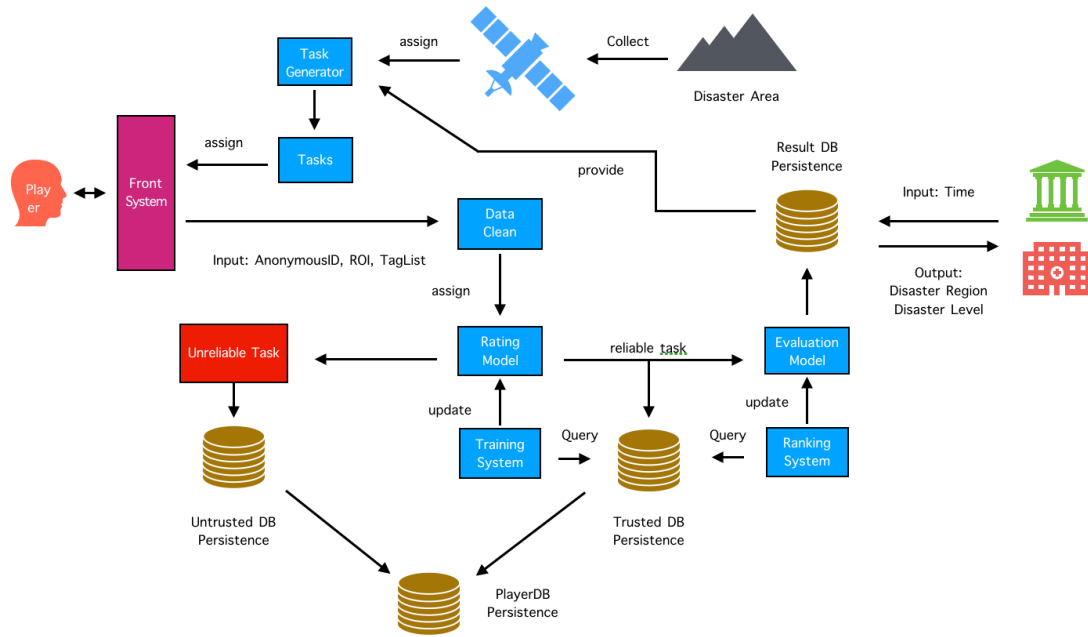 assign
Collect
Task
Generator
Disaster Area
assign
Tasks
Result DB
Persistence
provide
Play
er
Front
System
Input: Time
Data
Clean
Input: AnonymousID, ROI, TagList
Output:
Disaster Region
Disaster Level
assign
Unreliable Task
Rating
Model
reliable task
Evaluation
Model
update
update
Training
System
Query
Query
Ranking
System
Untrusted DB
Persistence
Trusted DB
Persistence
PlayerDB
Persistence